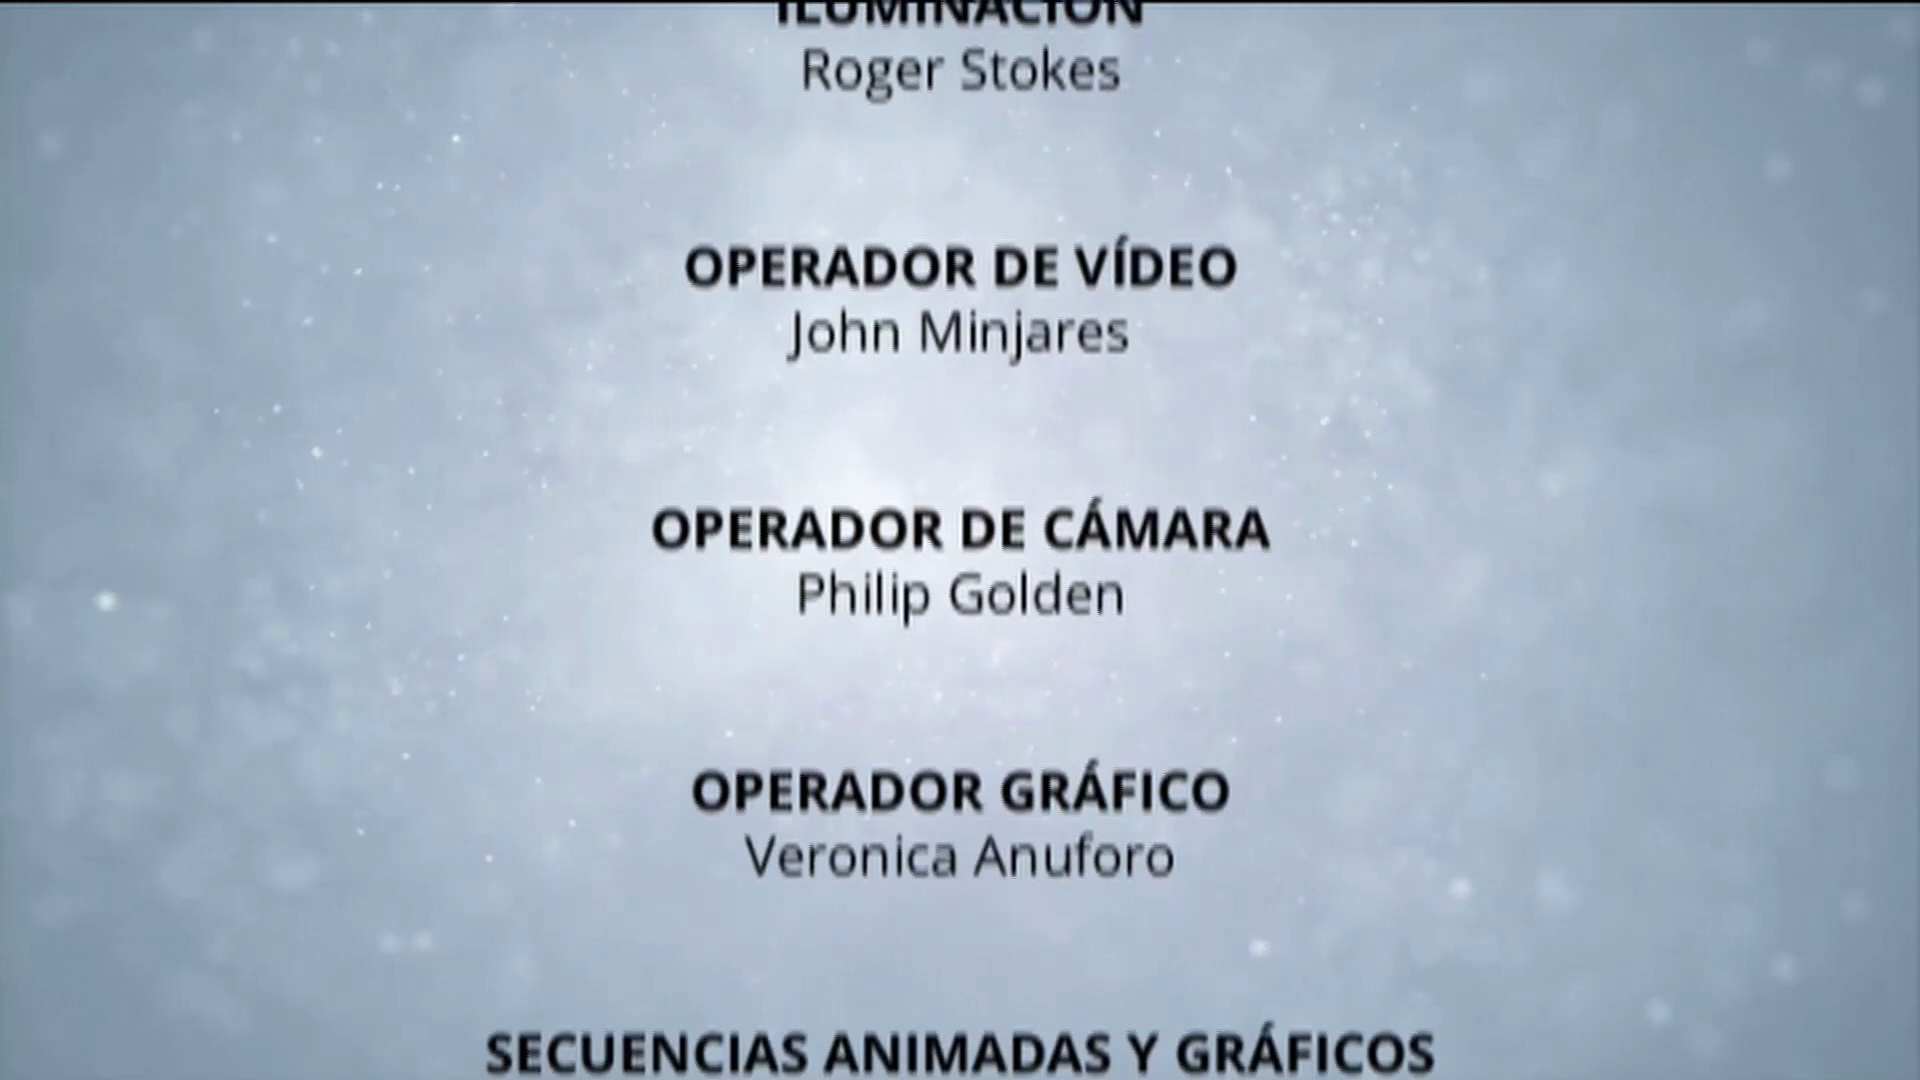 ILUMINACIÓN
Roger Stokes
OPERADOR DE VÍDEO
John Minjares
OPERADOR DE CÁMARA
Philip Golden
OPERADOR GRÁFICO
Veronica Anuforo
SECUENCIAS ANIMADAS Y GRÁFICOS